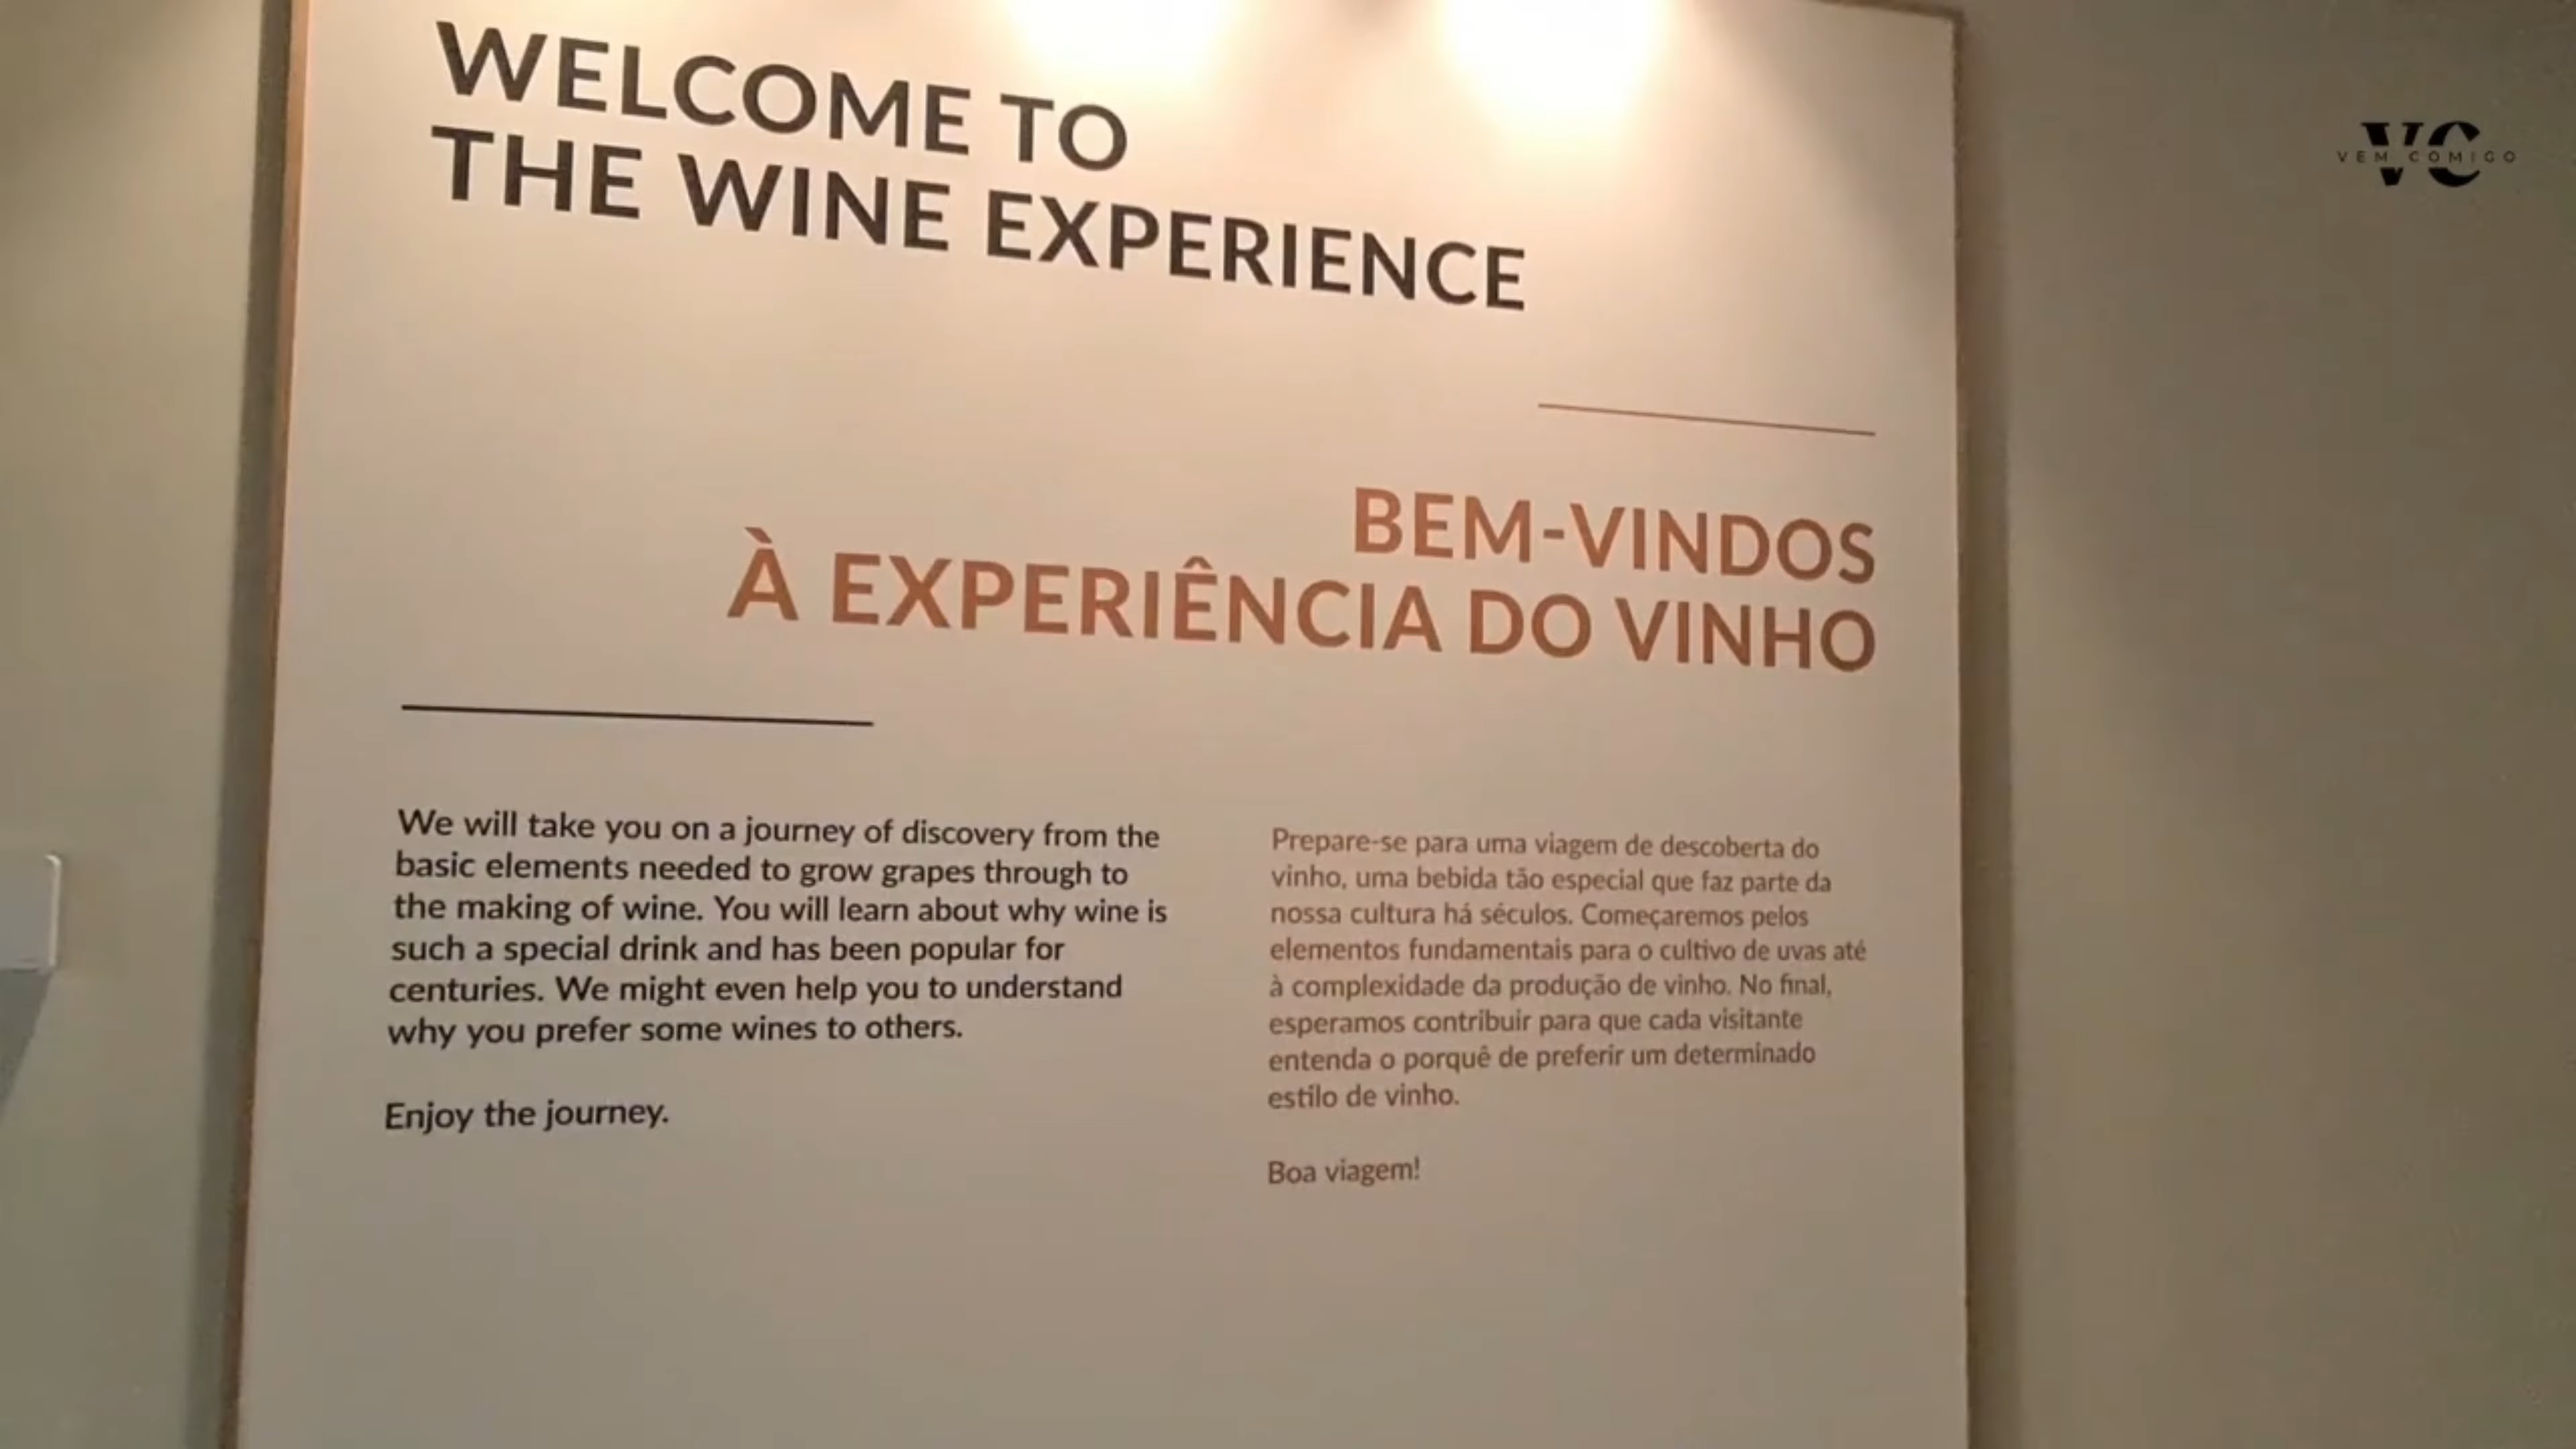 WELCOME TO
THE WINE EXPERIENCE
BEM-VINDOS
À EXPERIÊNCIA DO VINHO
We will take you on a journey of discovery from the
basic elements needed to grow grapes through to
the making of wine. You will learn about why wine is
such a special drink and has been popular for
centuries. We might even help you to understand
why you prefer some wines to others.
Enjoy the journey.
Prepare-se para uma viagem de descoberta do
vinho, uma bebida tão especial que faz parte da
nossa cultura há séculos. Começaremos pelos
elementos fundamentais para o cultivo de uvas até
à complexidade da produção de vinho. No final,
esperamos contribuir para que cada visitante
entenda o porquê de preferir um determinado
estilo de vinho.
Boa viagem!
VC
VEM COMIGO